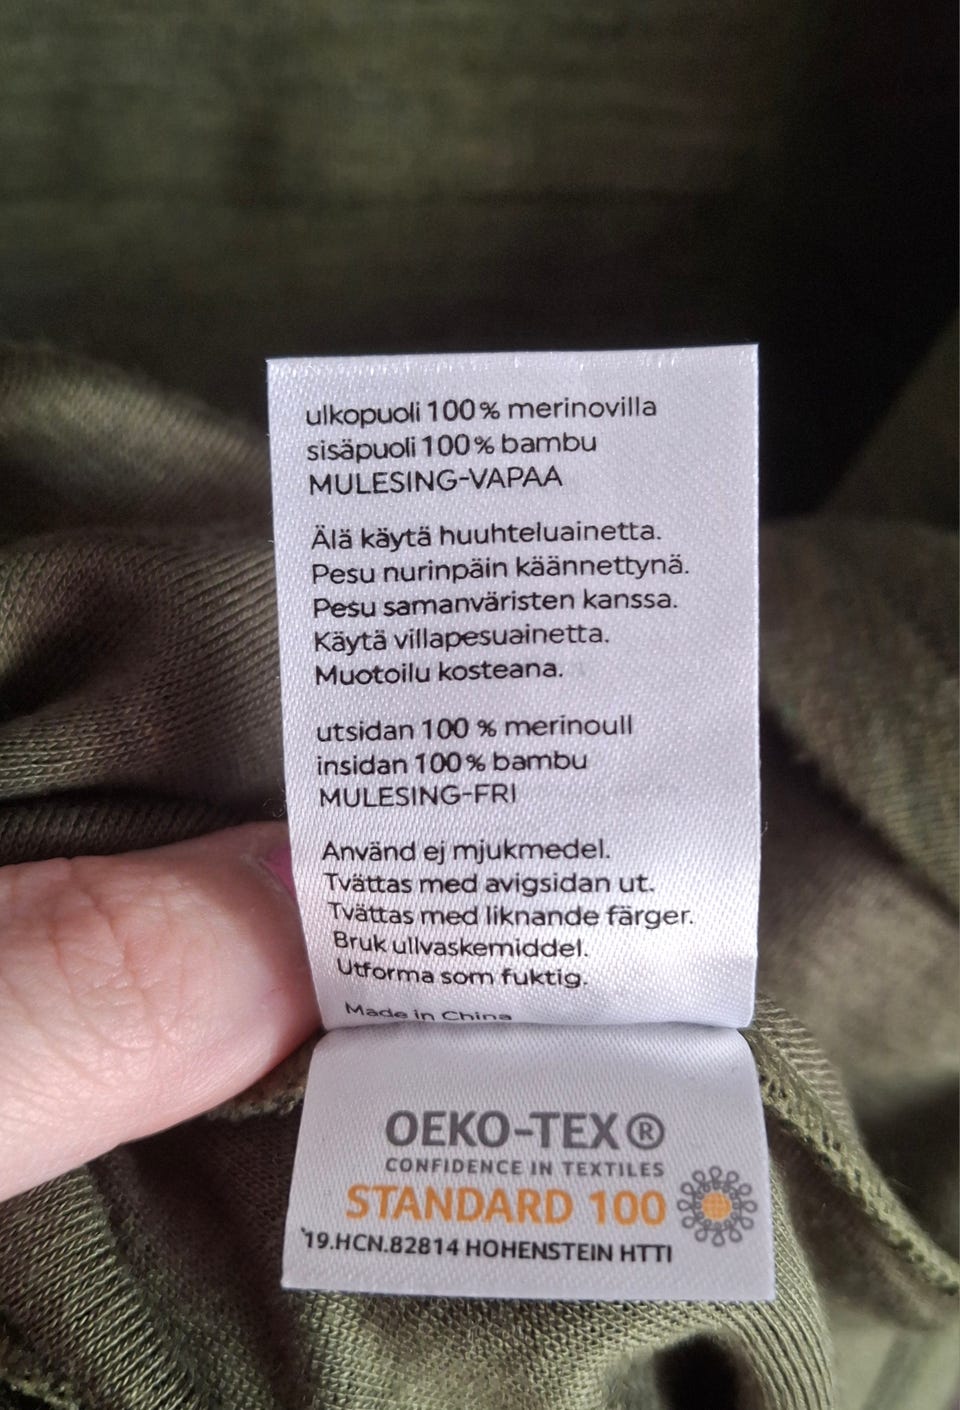 ulkopuoli 100 % merinovilla
sisäpuoli 100 % bambu
MULESING-VAPAA
Älä käytä huuhteluainetta.
Pesu nurinpäin käännettynä.
Pesu samanväristen kanssa.
Käytä villapesuainetta.
Muotoilu kosteana.
utsidan 100 % merinoull
insidan 100 % bambu
MULESING-FRI
Använd ej mjukmedel.
Tvättas med avigsidan ut.
Tvättas med liknande färger.
Bruk ullvaskemiddel.
Utforma som fuktig.
Made in China
OEKO-TEX®
CONFIDENCE IN TEXTILES
STANDARD 100
19.HCN.82814 HOHENSTEIN HTTI